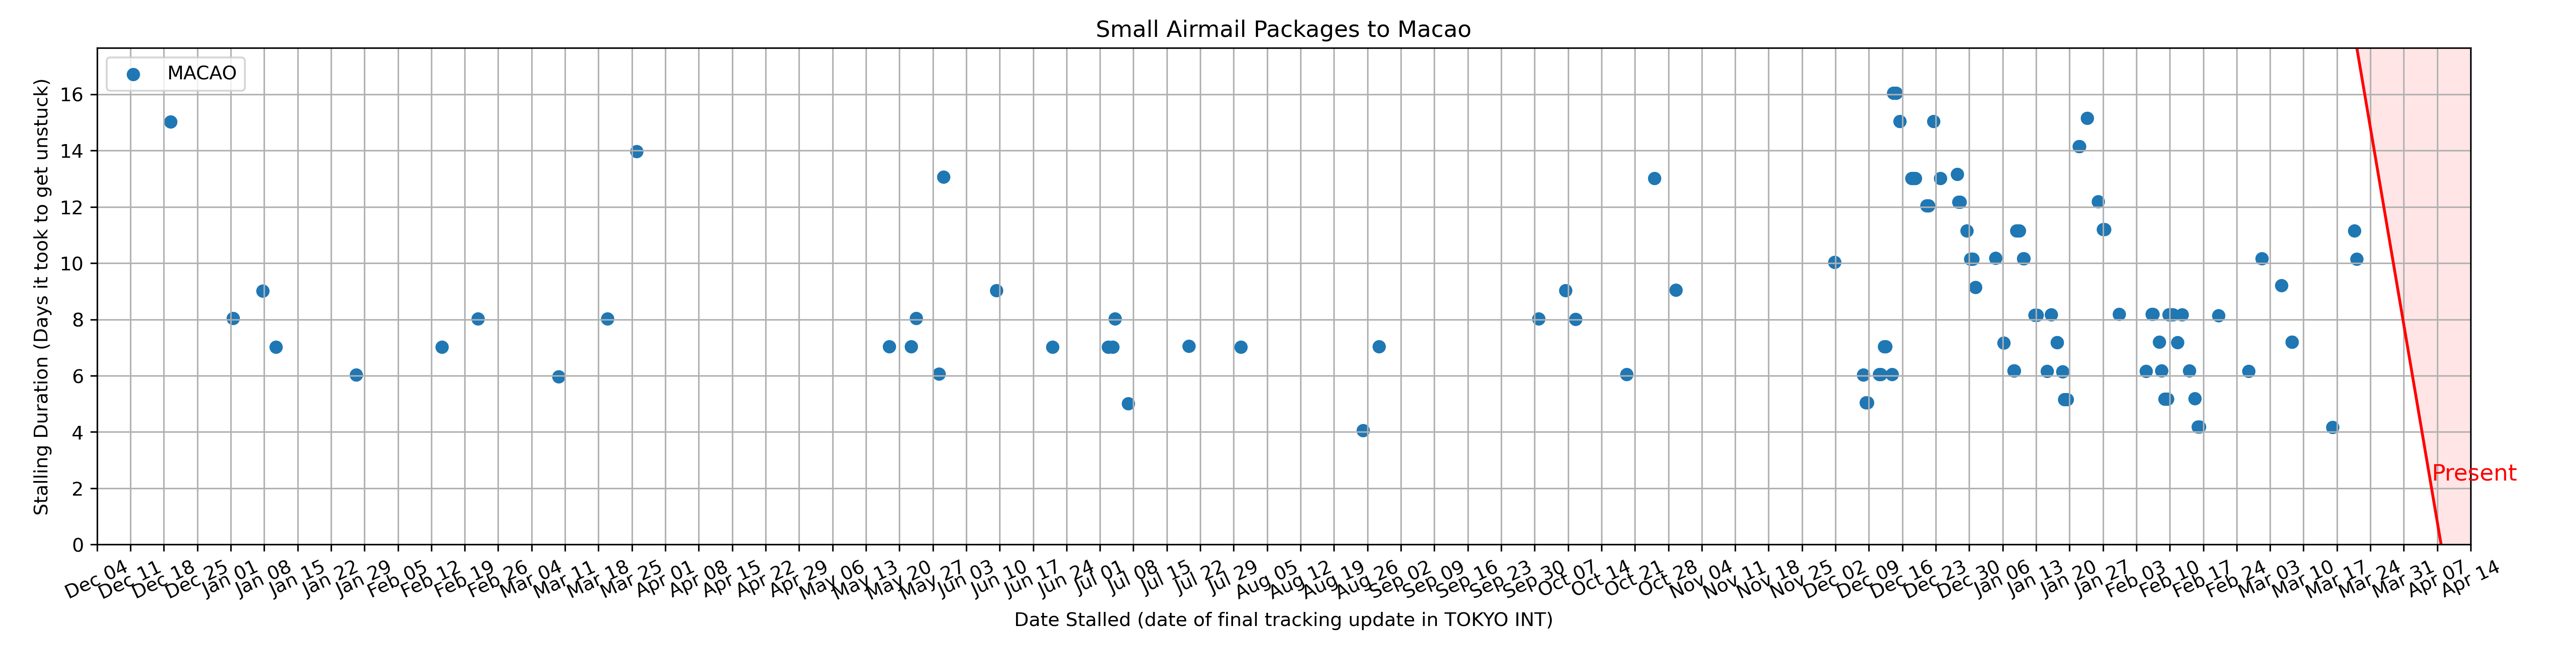 Small Airmail Packages to Macao
MACAO
Stalling Duration (Days it took to get unstuck)
16
14
12
10
8
6
4
2
0
Present
Dec 04
Dec 11
Dec 18
Dec 25
Jan 01
Jan 08
Jan 15
Jan 22
Jan 29
Feb 05
Feb 12
Feb 19
Feb 26
Mar 04
Mar 11
Mar 18
Mar 25
Apr 01
Apr 08
Apr 15
Apr 22
Apr 29
May 06
May 13
May 20
May 27
Jun 03
Jun 10
Jun 17
Jun 24
Jul 01
Jul 08
Jul 15
Jul 22
Jul 29
Aug 05
Aug 12
Aug 19
Aug 26
Sep 02
Sep 09
Sep 16
Sep 23
Sep 30
Oct 07
Oct 14
Oct 21
Oct 28
Nov 04
Nov 11
Nov 18
Nov 25
Dec 02
Dec 09
Dec 16
Dec 23
Dec 30
Jan 06
Jan 13
Jan 20
Jan 27
Feb 03
Feb 10
Feb 17
Feb 24
Mar 03
Mar 10
Mar 17
Mar 24
Mar 31
Apr 07
Apr 14
Date Stalled (date of final tracking update in TOKYO INT)